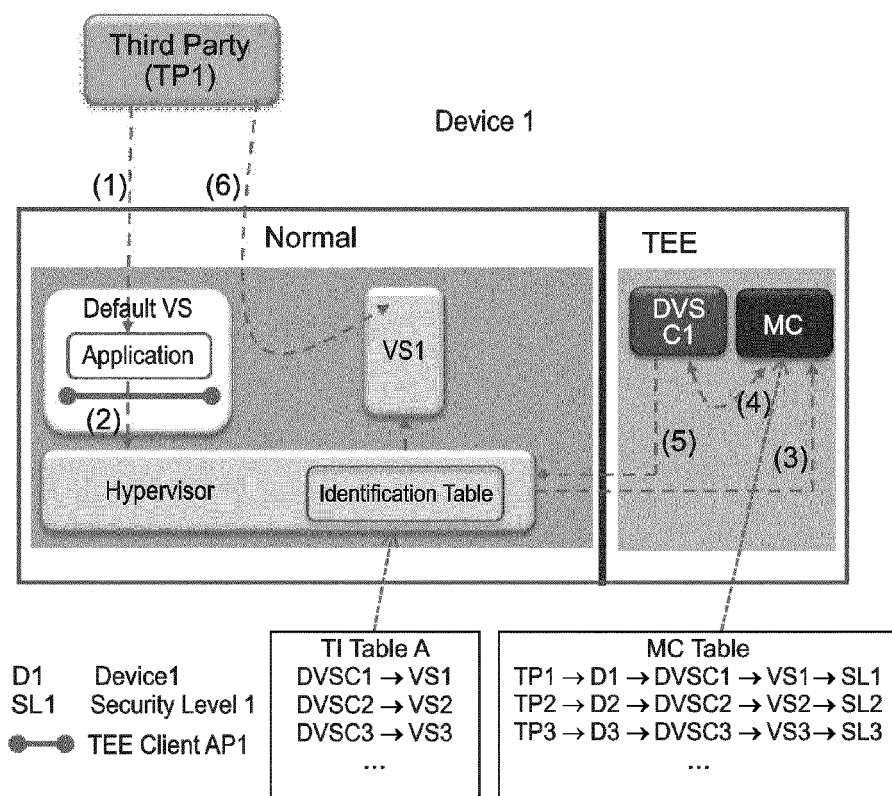 Third Party
(TP1)
Device 1
(1)
(6)
Normal
TEE
Default VS
Application
(2)
VS1
DVS
C1
MC
(4)
(5)
(3)
Hypervisor
Identification Table
TI Table A
DVSC1 → VS1
DVSC2 → VS2
DVSC3 → VS3
...
MC Table
TP1 → D1 → DVSC1 → VS1 → SL1
TP2 → D2 → DVSC2 → VS2 → SL2
TP3 → D3 → DVSC3 → VS3 → SL3
...
D1 Device1
SL1 Security Level 1
TEE Client AP1